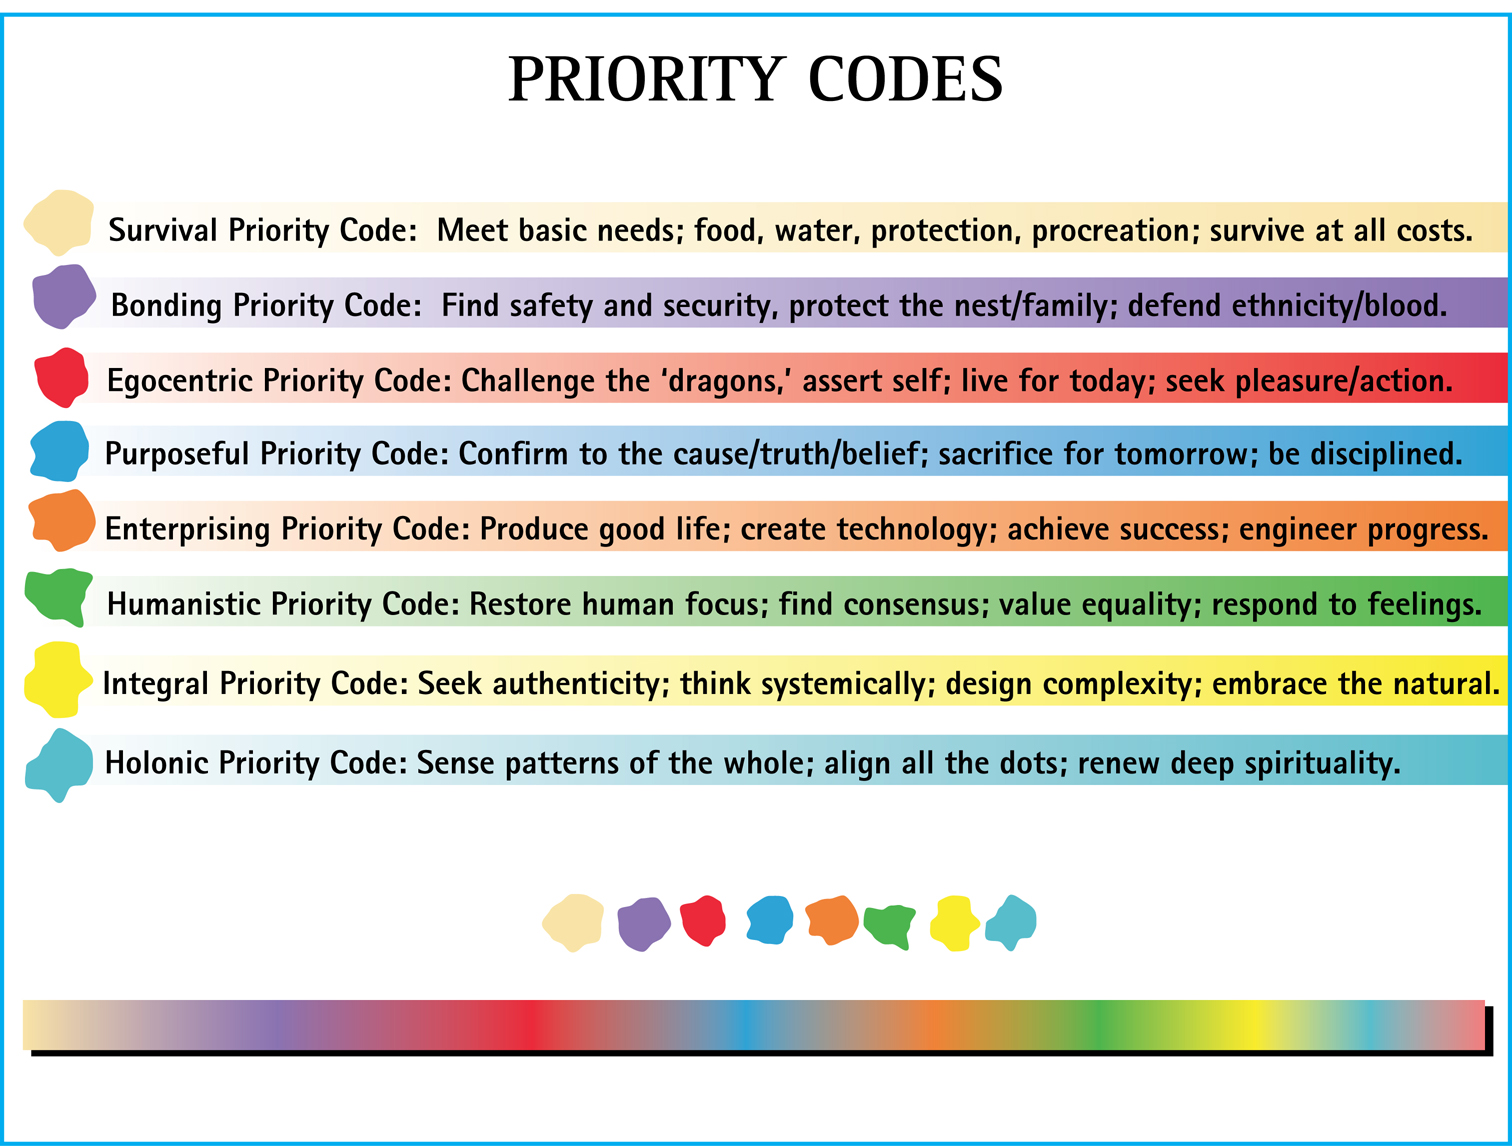 PRIORITY CODES
Survival Priority Code:  Meet basic needs; food, water, protection, procreation; survive at all costs.
Bonding Priority Code:  Find safety and security, protect the nest/family; defend ethnicity/blood.
Egocentric Priority Code: Challenge the ‘dragons,’ assert self; live for today; seek pleasure/action.
Purposeful Priority Code: Confirm to the cause/truth/belief; sacrifice for tomorrow; be disciplined.
Enterprising Priority Code: Produce good life; create technology; achieve success; engineer progress.
Humanistic Priority Code: Restore human focus; find consensus; value equality; respond to feelings.
Integral Priority Code: Seek authenticity; think systemically; design complexity; embrace the natural.
Holonic Priority Code: Sense patterns of the whole; align all the dots; renew deep spirituality.